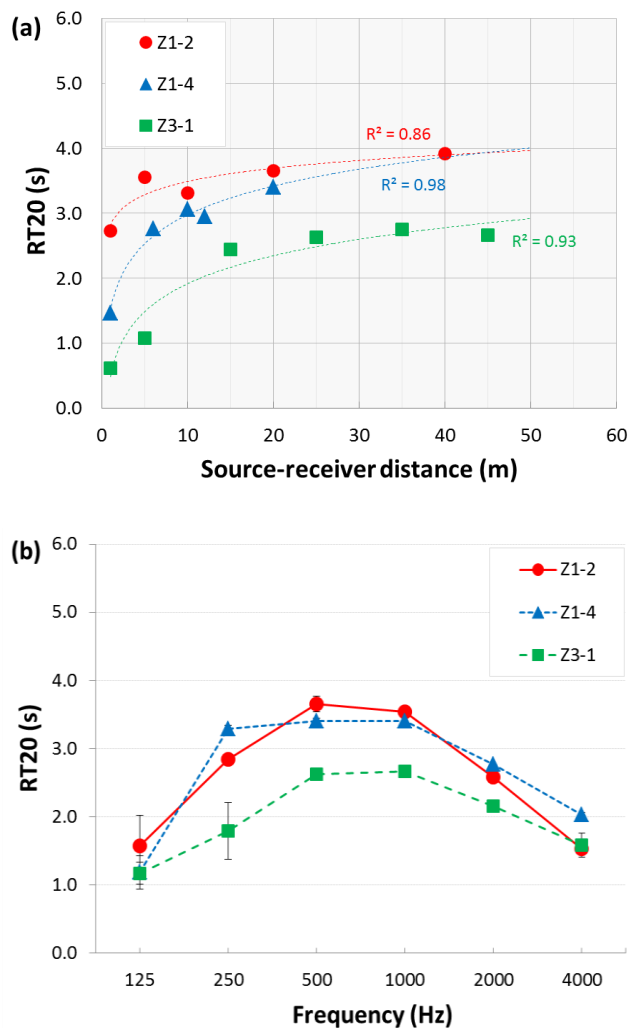 (a)
6.0
5.0
4.0
3.0
2.0
1.0
0.0
RT20 (s)
Z1-2
Z1-4
Z3-1
R² = 0.86
R² = 0.98
R² = 0.93
0 10 20 30 40 50 60
Source-receiver distance (m)
(b)
6.0
5.0
4.0
3.0
2.0
1.0
0.0
RT20 (s)
Z1-2
Z1-4
Z3-1
125 250 500 1000 2000 4000
Frequency (Hz)